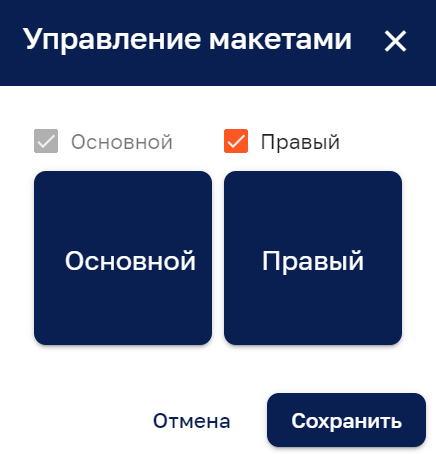 Управление макетами
Основной Правый
Основной Правый
Отмена Сохранить